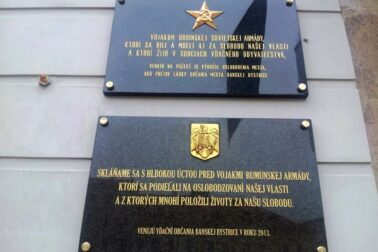 VOJAKOM HRDINSKEJ SOVIETSKEJ ARMÁDY,
KTORÍ SA BILI A MRELI AJ ZA SLOBODU NAŠEJ VLASTI
A KTORÍ ŽIJÚ V SRDCIACH VĎAČNÉHO OBYVATEĽSTVA.
VENUJÚ NA POČESŤ 70. VÝROČIA OSLOBODENIA MESTA,
AKO PREJAV LÁSKY OBČANIA MESTA BANSKEJ BYSTRICE
SKLÁŇAME SA S HLBOKOU ÚCTOU PRED VOJAKMI RUMUNSKEJ ARMÁDY,
KTORÍ SA PODIEĽALI NA OSLOBODZOVANÍ NAŠEJ VLASTI
A Z KTORÝCH MNOHÍ POLOŽILI ŽIVOTY ZA NAŠU SLOBODU.
VENUJÚ VĎAČNÍ OBČANIA BANSKEJ BYSTRICE V ROKU 2013.